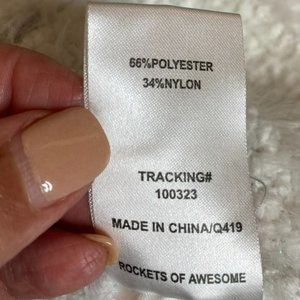 66%POLYESTER
34%NYLON
TRACKING#
100323
MADE IN CHINA/Q419
ROCKETS OF AWESOME